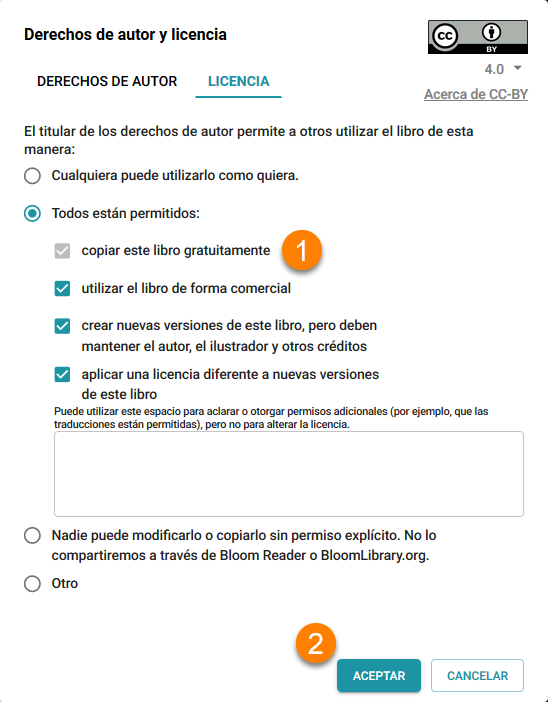 Derechos de autor y licencia
cc BY
DERECHOS DE AUTOR LICENCIA
4.0
Acerca de CC-BY
El titular de los derechos de autor permite a otros utilizar el libro de esta
manera:
Cualquiera puede utilizarlo como quiera.
Todos están permitidos:
copiar este libro gratuitamente 1
utilizar el libro de forma comercial
crear nuevas versiones de este libro, pero deben
mantener el autor, el ilustrador y otros créditos
aplicar una licencia diferente a nuevas versiones
de este libro
Puede utilizar este espacio para aclarar o otorgar permisos adicionales (por ejemplo, que las
traducciones están permitidas), pero no para alterar la licencia.
Nadie puede modificarlo o copiarlo sin permiso explícito. No lo
compartiremos a través de Bloom Reader o BloomLibrary.org.
Otro
2
ACEPTAR CANCELAR